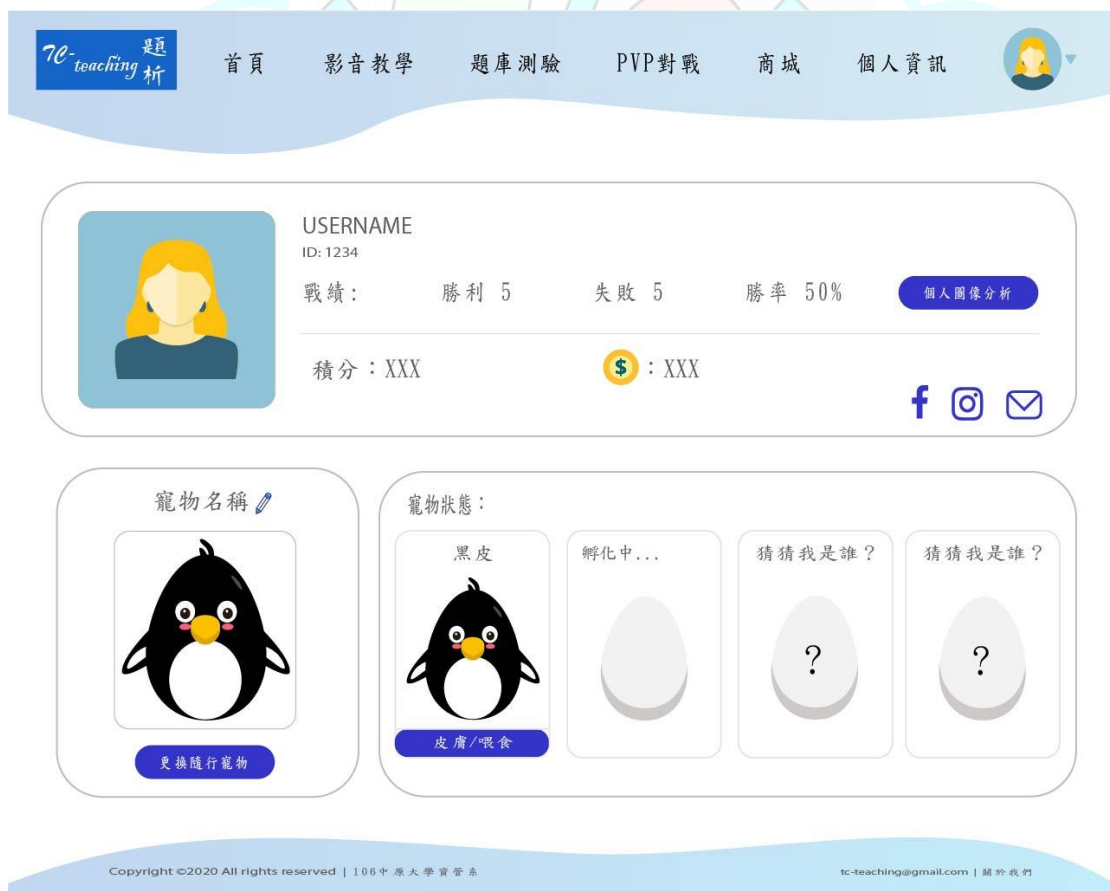 TC-teaching 題析
首頁 影音教學 題庫測驗 PVP對戰 商城 個人資訊
USERNAME
ID: 1234
戰績: 勝利 5 失敗 5 勝率 50% 個人圖像分析
積分：XXX $：XXX
寵物名稱
更換隨行寵物
寵物狀態：
黑皮 孵化中... 猜猜我是誰？ 猜猜我是誰？
? ?
皮膚/喂食
Copyright ©2020 All rights reserved | 106中原大學資管系 tc-teaching@gmail.com | 關於我們